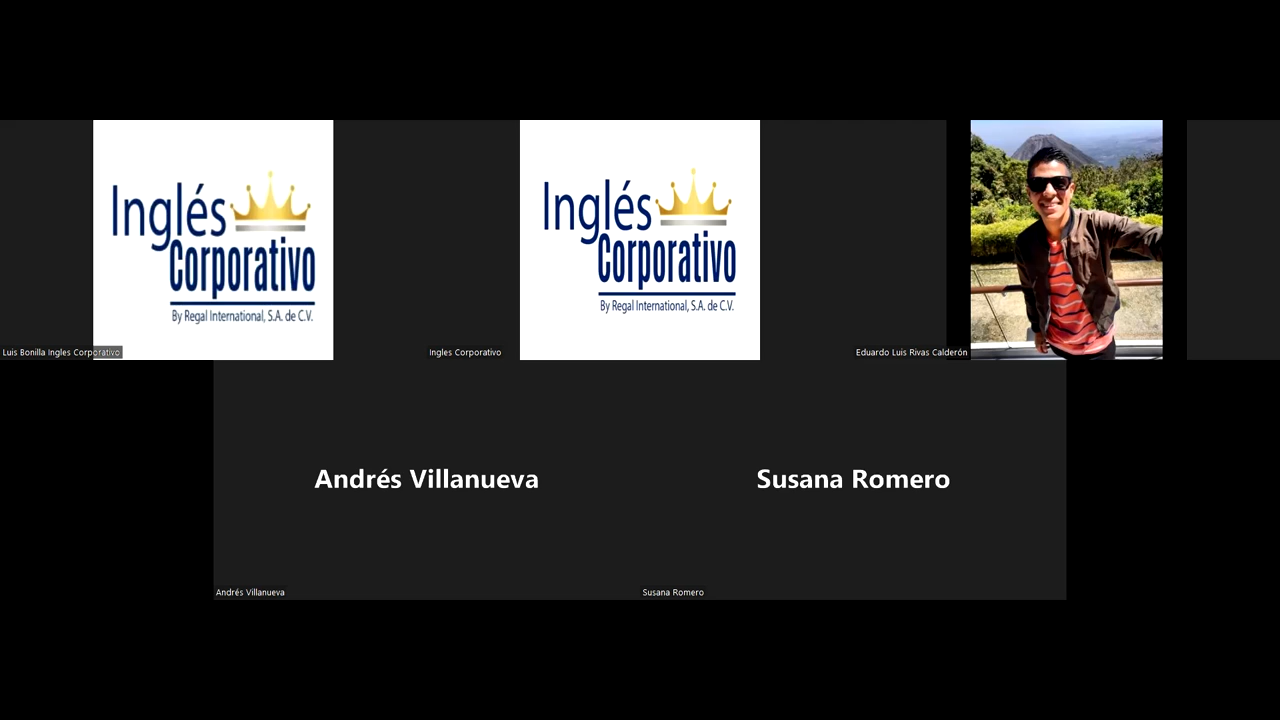 Inglés
Corporativo
By Regal International, S.A. de C.V.
Luis Bonilla Ingles Corporativo
Inglés
Corporativo
By Regal International, S.A. de C.V.
Ingles Corporativo
Eduardo Luis Rivas Calderón
Andrés Villanueva
Susana Romero
Andrés Villanueva
Susana Romero